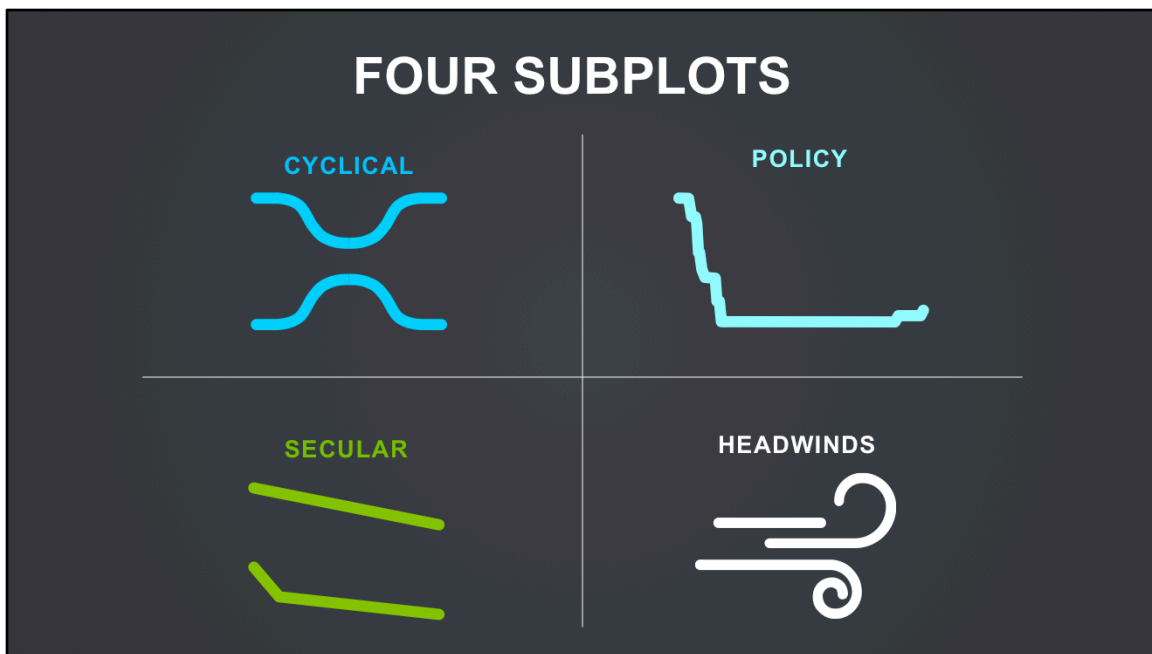 FOUR SUBPLOTS
CYCLICAL
POLICY
SECULAR
HEADWINDS